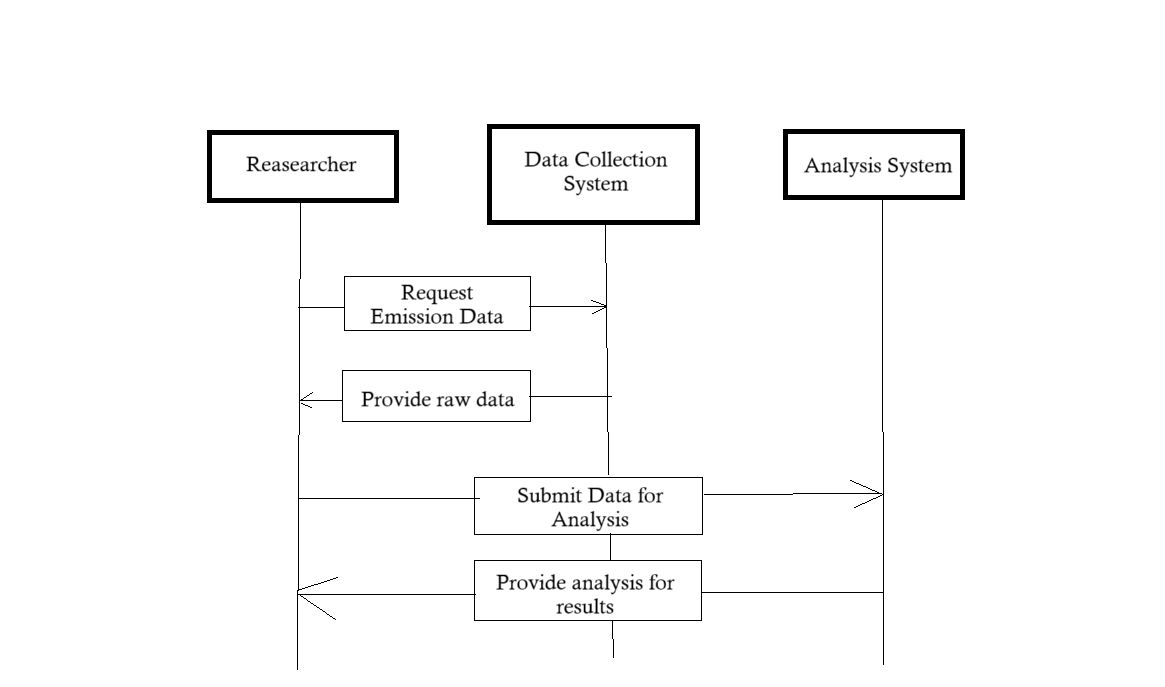 Reasearcher
Data Collection
System
Analysis System
Request
Emission Data
Provide raw data
Submit Data for
Analysis
Provide analysis for
results